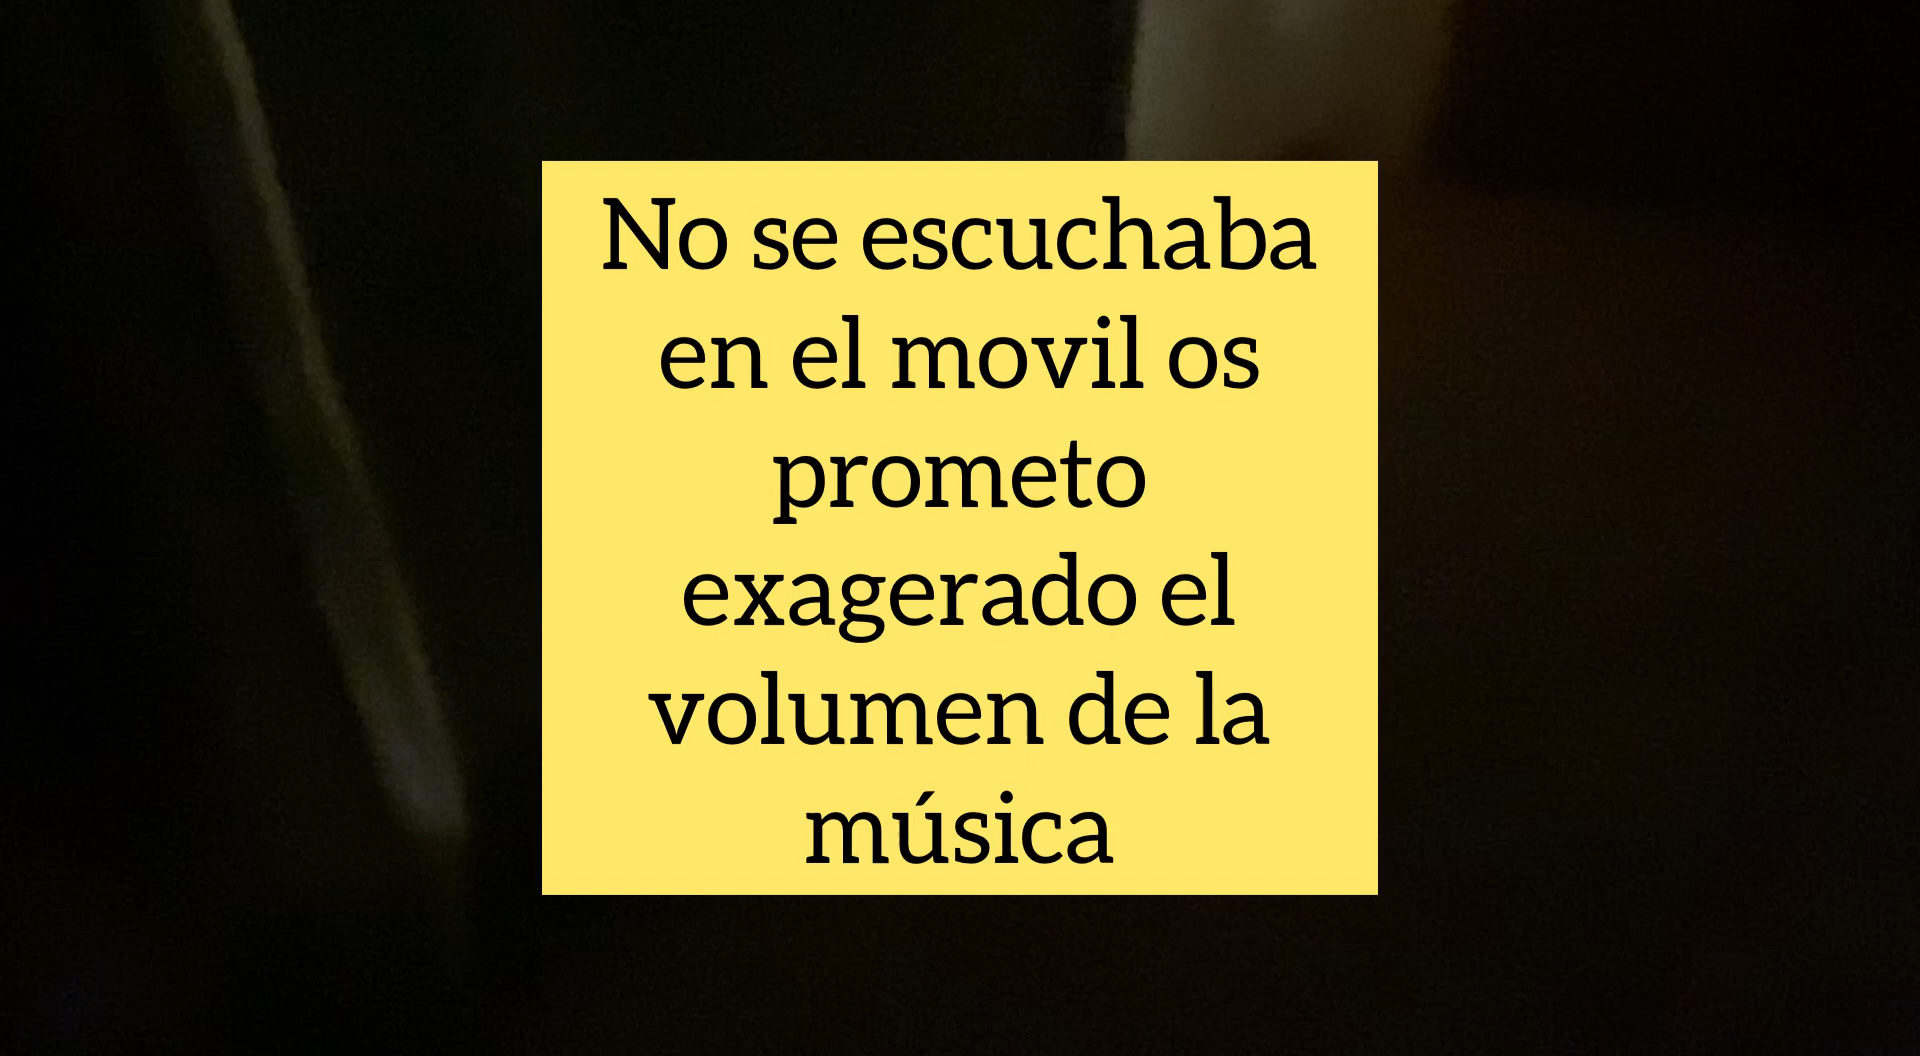 No se escuchaba
en el movil os
prometo
exagerado el
volumen de la
música